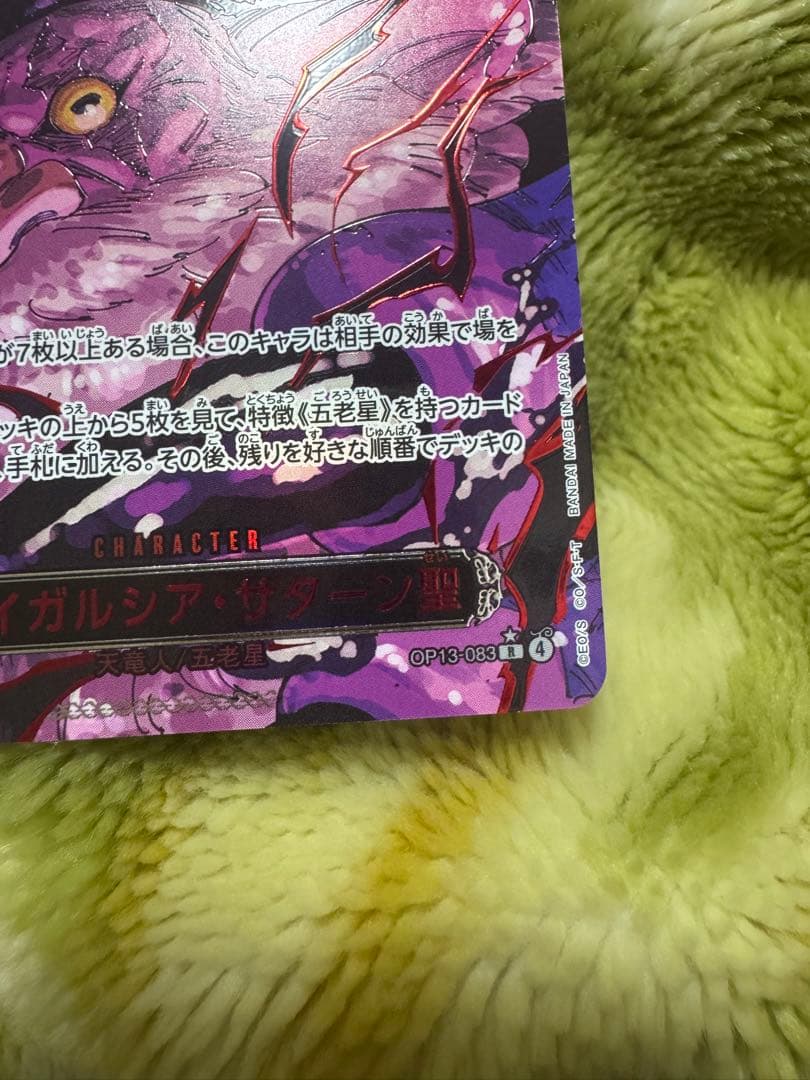 が7枚以上ある場合、このキャラは相手の効果で場を
ッキの上から5枚を見て、特徴《五老星》を持つカード
、手札に加える。その後、残りを好きな順番でデッキの
CHARACTER
イガルシア・サターン聖
天竜人/五老星
OP13-083 R 4
©EO/S ©O/S・F・T BANDAI MADE IN JAPAN